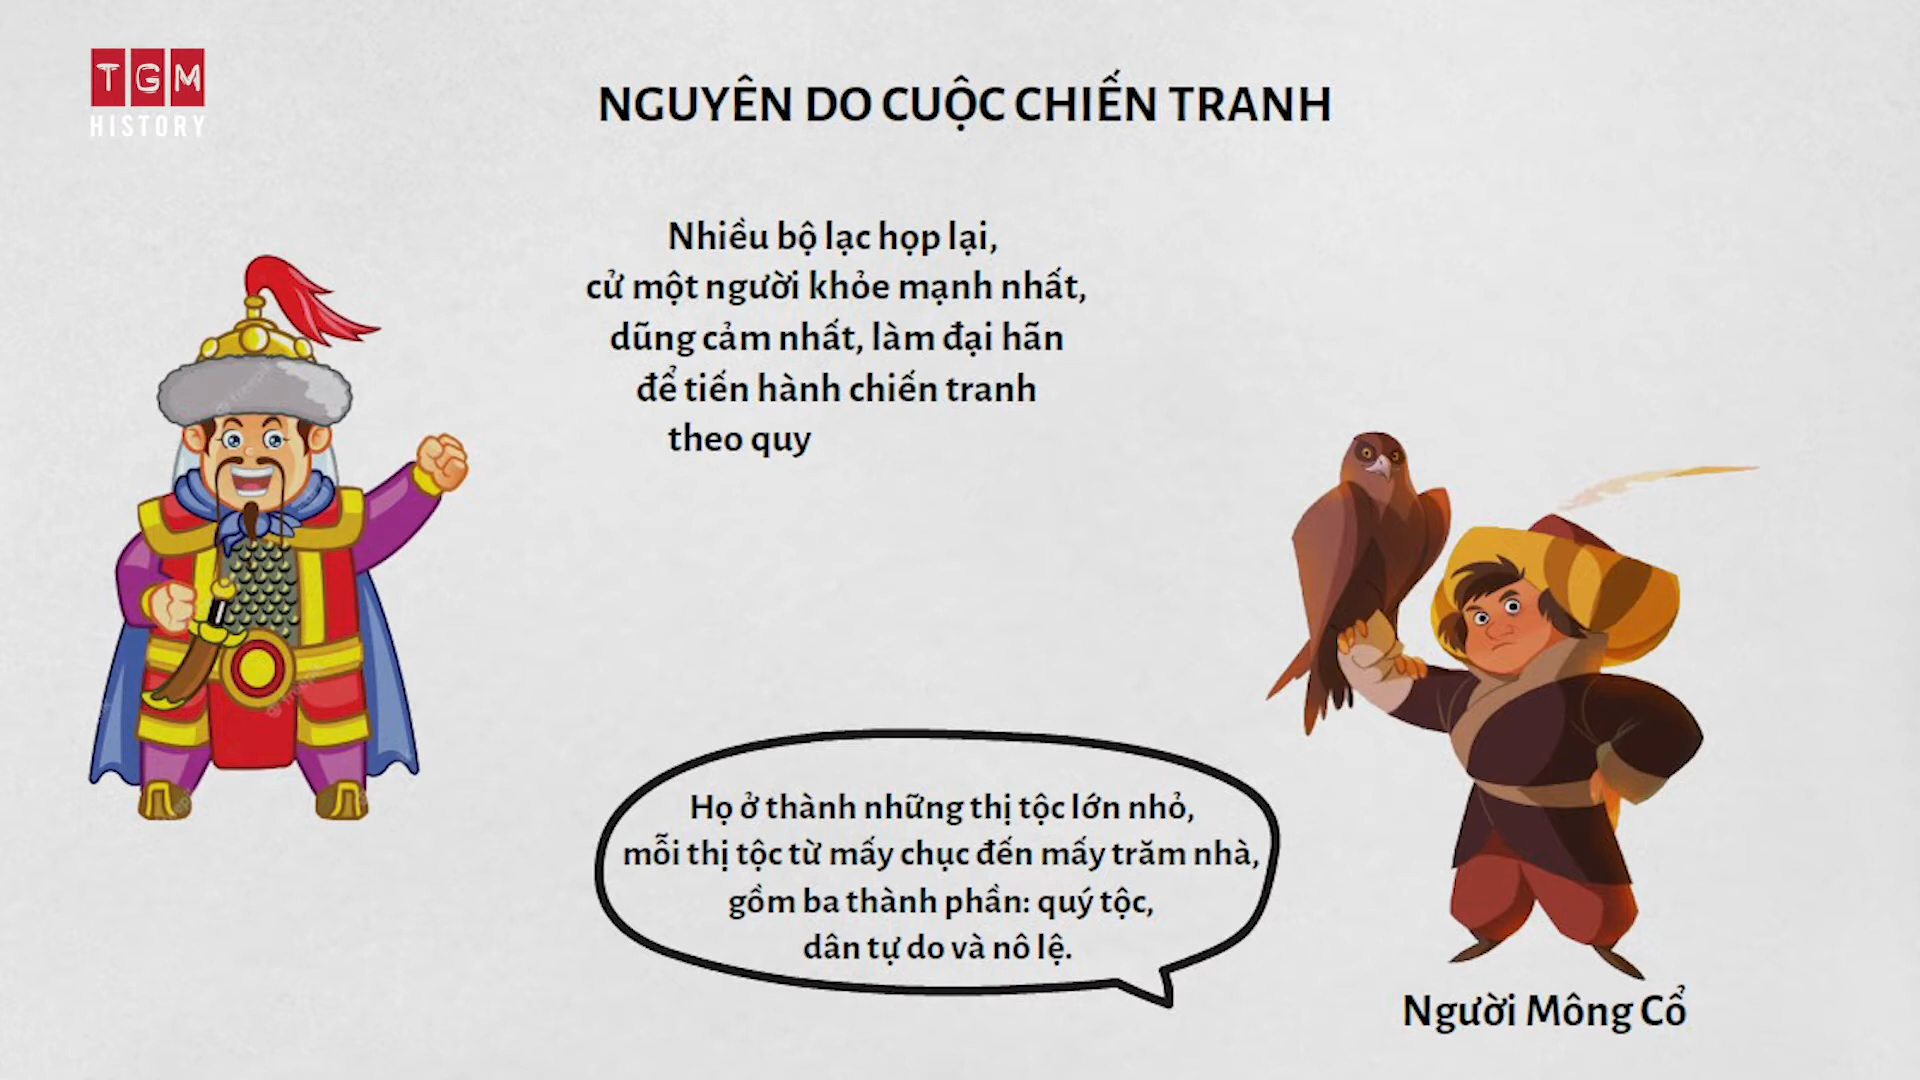 TGM
HISTORY
NGUYÊN DO CUỘC CHIẾN TRANH
Nhiều bộ lạc họp lại,
cử một người khỏe mạnh nhất,
dũng cảm nhất, làm đại hãn
để tiến hành chiến tranh
theo quy
Họ ở thành những thị tộc lớn nhỏ,
mỗi thị tộc từ mấy chục đến mấy trăm nhà,
gồm ba thành phần: quý tộc,
dân tự do và nô lệ.
Người Mông Cổ